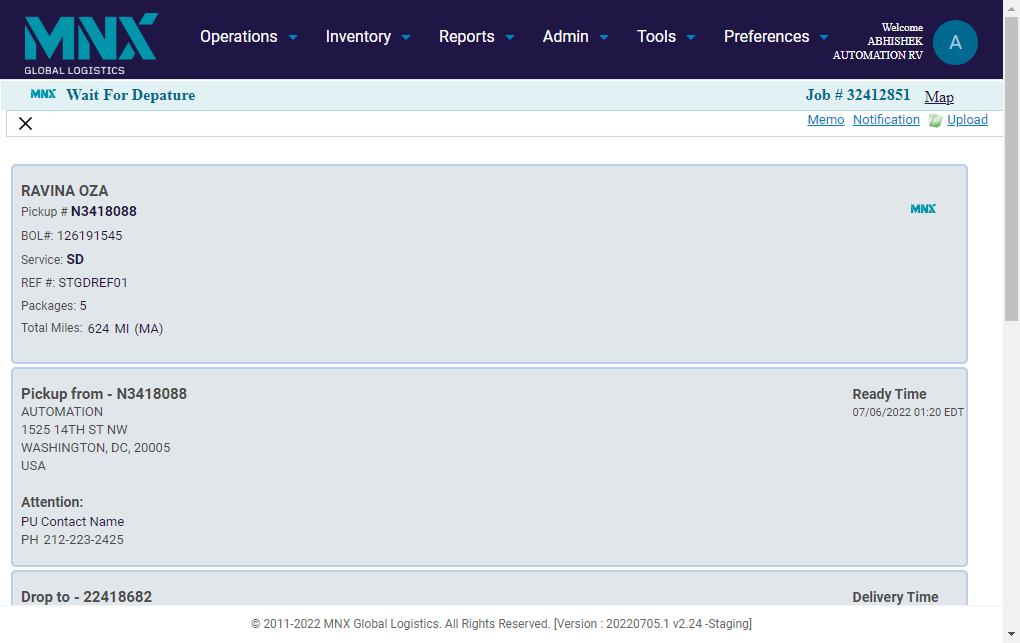 MNX
GLOBAL LOGISTICS
Operations Inventory Reports Admin Tools Preferences
Welcome
ABHISHEK
AUTOMATION RV
A
MNX Wait For Depature Job # 32412851 Map
Memo Notification Upload
RAVINA OZA
Pickup # N3418088
MNX
BOL#: 126191545
Service: SD
REF #: STGDREF01
Packages: 5
Total Miles: 624 MI (MA)
Pickup from - N3418088 Ready Time
AUTOMATION 07/06/2022 01:20 EDT
1525 14TH ST NW
WASHINGTON, DC, 20005
USA
Attention:
PU Contact Name
PH 212-223-2425
Drop to - 22418682 Delivery Time
© 2011-2022 MNX Global Logistics. All Rights Reserved. [Version : 20220705.1 v2.24 -Staging]